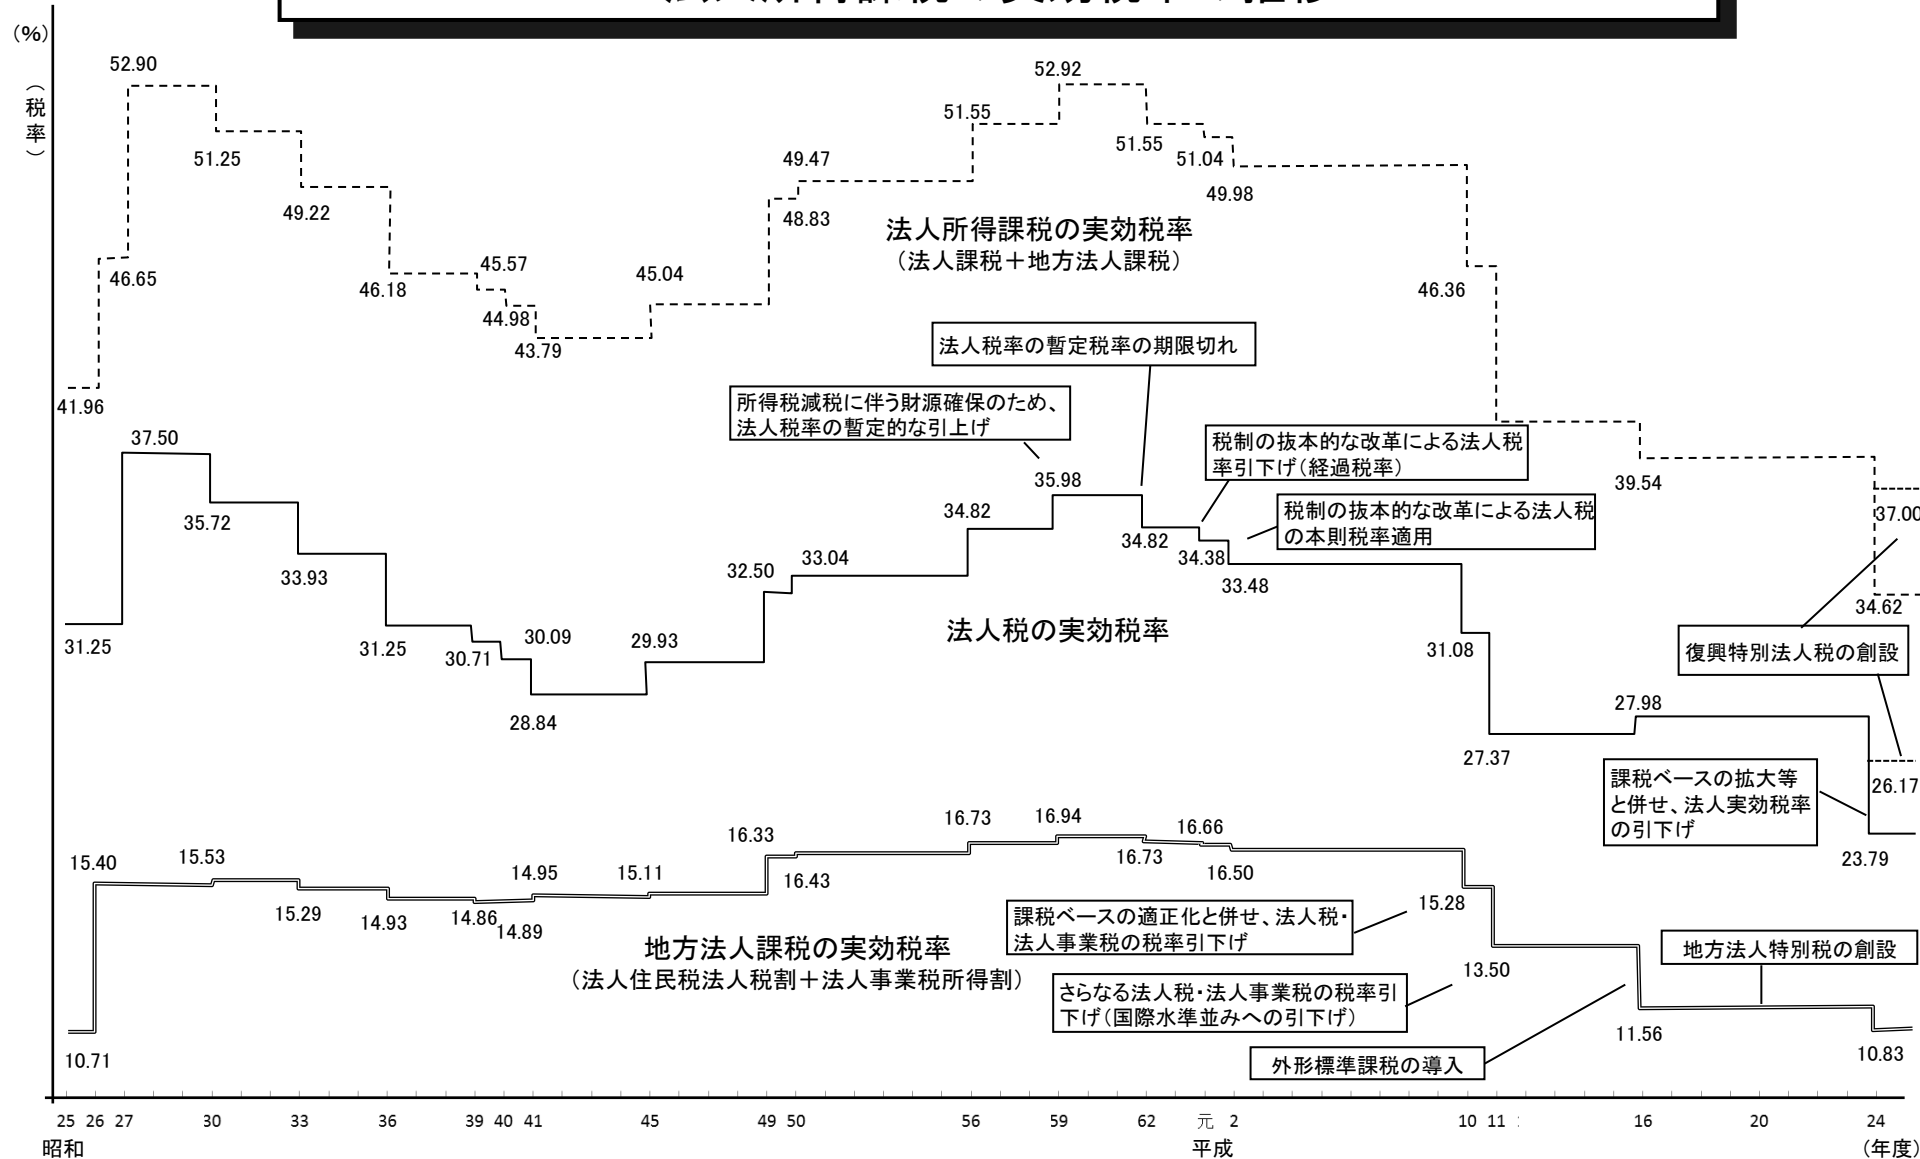 (%)
（税率）
52.90
46.65
41.96
51.25
49.22
46.18
45.57
44.98
43.79
45.04
49.47
48.83
51.55
52.92
51.55
51.04
49.98
46.36
39.54
37.00
34.62
法人所得課税の実効税率
（法人課税＋地方法人課税）
法人税率の暫定税率の期限切れ
所得税減税に伴う財源確保のため、
法人税率の暫定的な引上げ
税制の抜本的な改革による法人税
率引下げ（経過税率）
税制の抜本的な改革による法人税
の本則税率適用
復興特別法人税の創設
37.50
31.25
35.72
33.93
31.25
30.71
30.09
28.84
29.93
32.50
33.04
34.82
35.98
34.82
34.38
33.48
31.08
27.37
27.98
26.17
23.79
法人税の実効税率
課税ベースの拡大等
と併せ、法人実効税率
の引下げ
15.40
10.71
15.53
15.29
14.93
14.86
14.89
14.95
15.11
16.33
16.43
16.73
16.94
16.73
16.66
16.50
15.28
13.50
11.56
10.83
地方法人課税の実効税率
（法人住民税法人税割＋法人事業税所得割）
課税ベースの適正化と併せ、法人税・
法人事業税の税率引下げ
さらなる法人税・法人事業税の税率引
下げ（国際水準並みへの引下げ）
外形標準課税の導入
地方法人特別税の創設
25 26 27 30 33 36 39 40 41 45 49 50 56 59 62 元 2 10 11 16 20 24
昭和 平成 (年度)